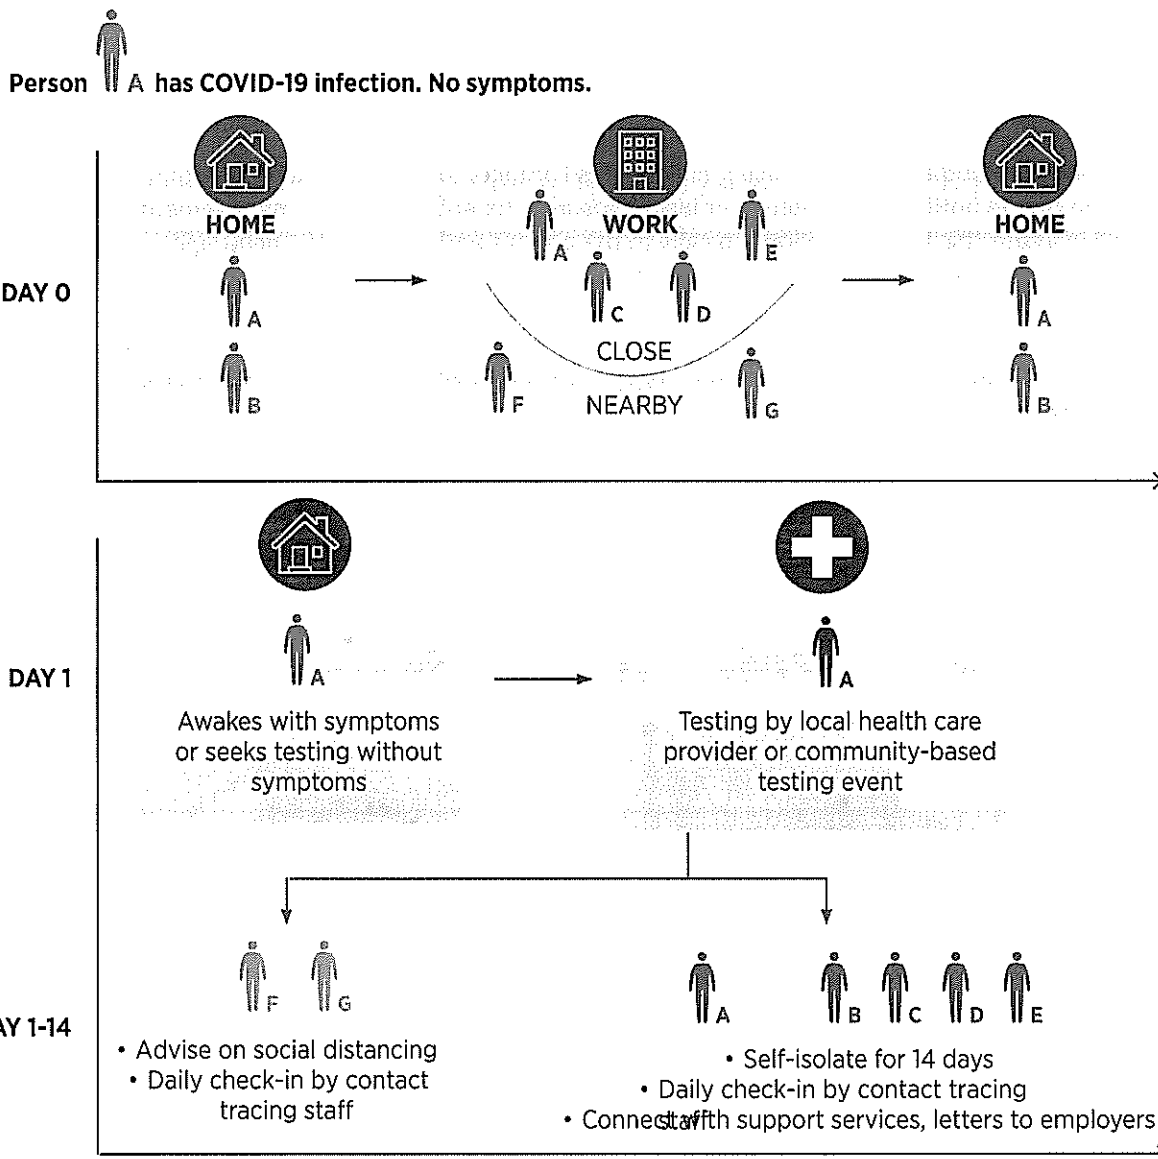 Person A has COVID-19 infection. No symptoms.
HOME
WORK
HOME
DAY 0
A
B
A
E
C
D
CLOSE
F
NEARBY
G
A
B
DAY 1
A
A
Awakes with symptoms
or seeks testing without
symptoms
Testing by local health care
provider or community-based
testing event
AY 1-14
F
G
A
B
C
D
E
• Advise on social distancing
• Daily check-in by contact
tracing staff
• Self-isolate for 14 days
• Daily check-in by contact tracing
staff
• Connect with support services, letters to employers